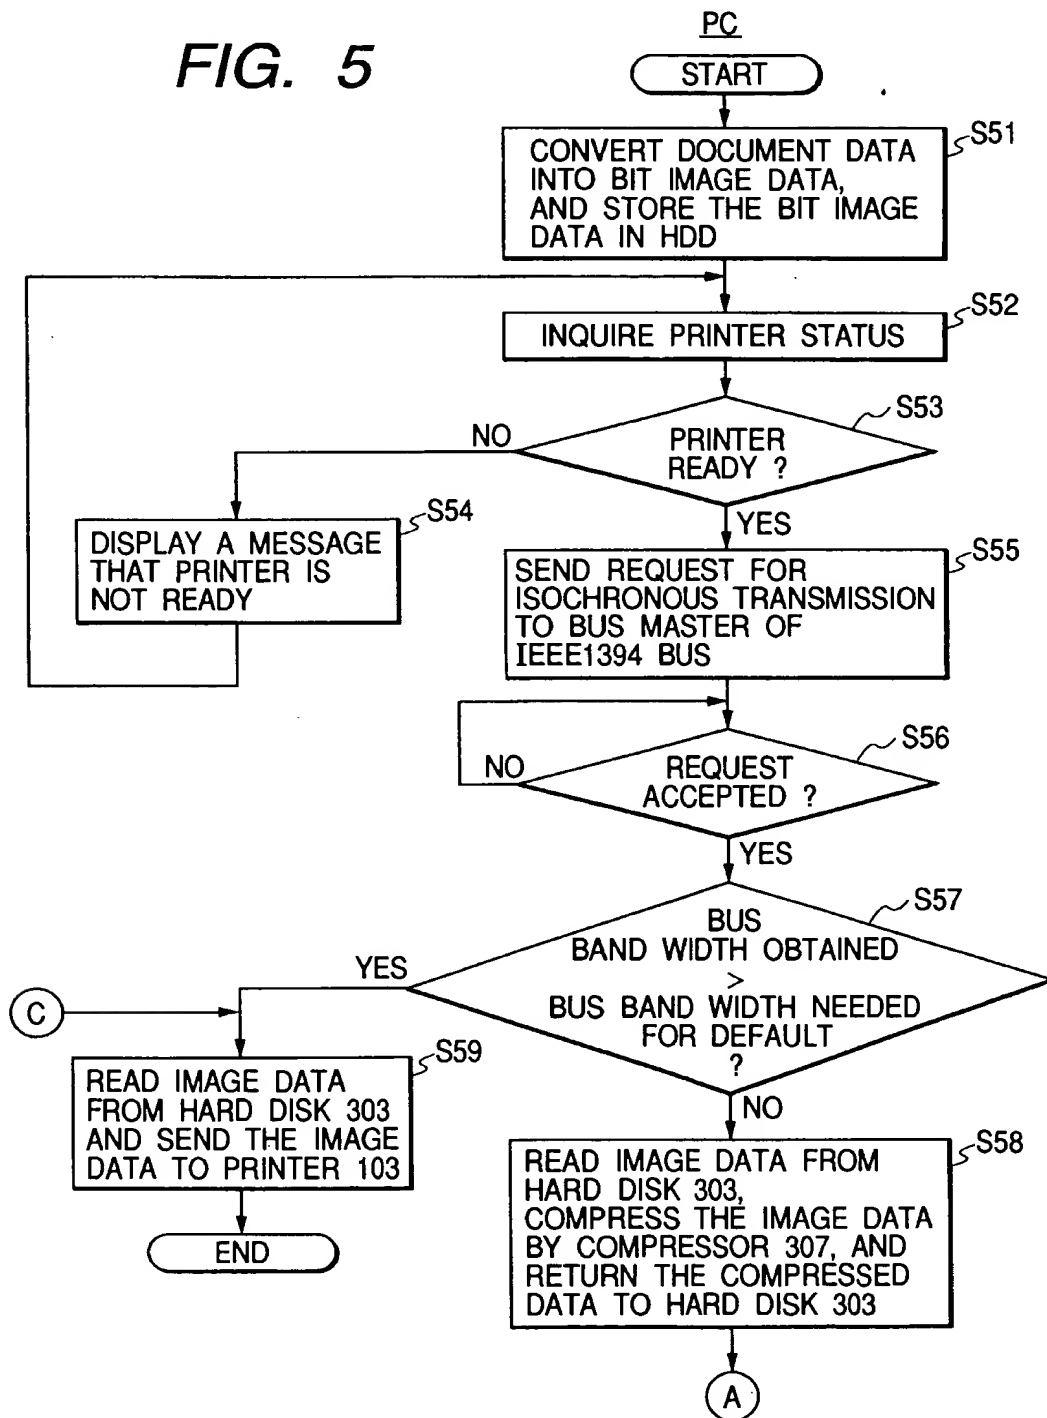 FIG. 5
PC
START
S51
CONVERT DOCUMENT DATA
INTO BIT IMAGE DATA,
AND STORE THE BIT IMAGE
DATA IN HDD
S52
INQUIRE PRINTER STATUS
S53
PRINTER
READY ?
NO
YES
S54
DISPLAY A MESSAGE
THAT PRINTER IS
NOT READY
S55
SEND REQUEST FOR
ISOCHRONOUS TRANSMISSION
TO BUS MASTER OF
IEEE1394 BUS
S56
REQUEST
ACCEPTED ?
NO
YES
S57
BUS
BAND WIDTH OBTAINED
>
BUS BAND WIDTH NEEDED
FOR DEFAULT
?
YES
NO
C
S59
READ IMAGE DATA
FROM HARD DISK 303
AND SEND THE IMAGE
DATA TO PRINTER 103
END
S58
READ IMAGE DATA FROM
HARD DISK 303,
COMPRESS THE IMAGE DATA
BY COMPRESSOR 307, AND
RETURN THE COMPRESSED
DATA TO HARD DISK 303
A